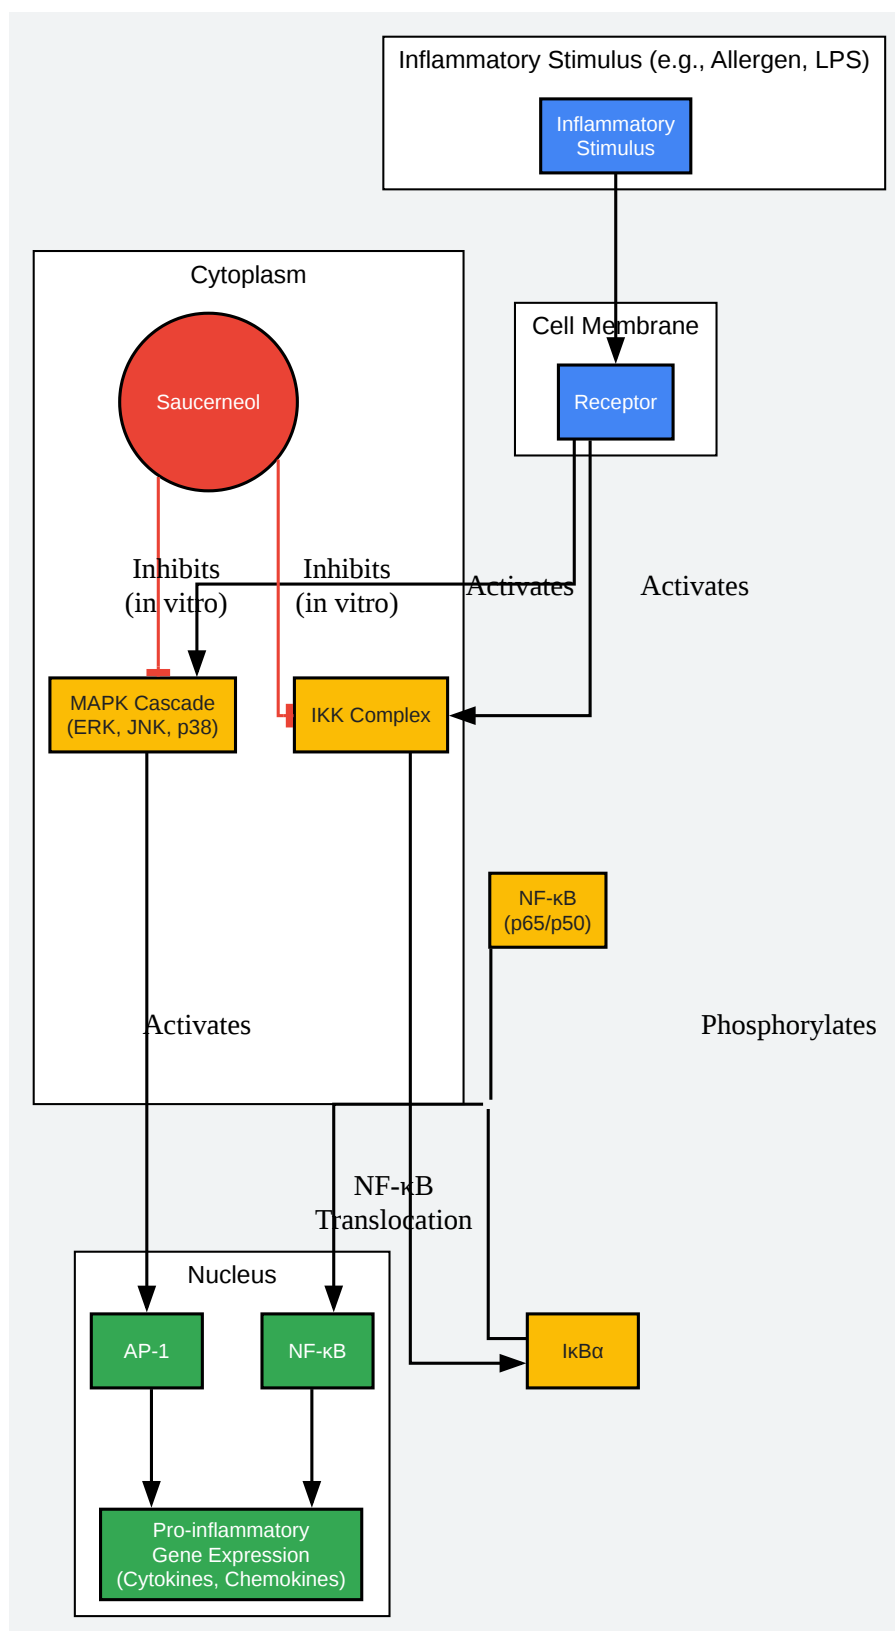 Inflammatory Stimulus (e.g., Allergen, LPS)
Inflammatory
Stimulus
Cytoplasm
Cell Membrane
Saucerneol
Receptor
Inhibits
(in vitro)
Inhibits
(in vitro)
Activates
Activates
MAPK Cascade
(ERK, JNK, p38)
IKK Complex
NF-κB
(p65/p50)
Activates
Phosphorylates
NF-κB
Translocation
Nucleus
AP-1
NF-κB
IκBα
Pro-inflammatory
Gene Expression
(Cytokines, Chemokines)